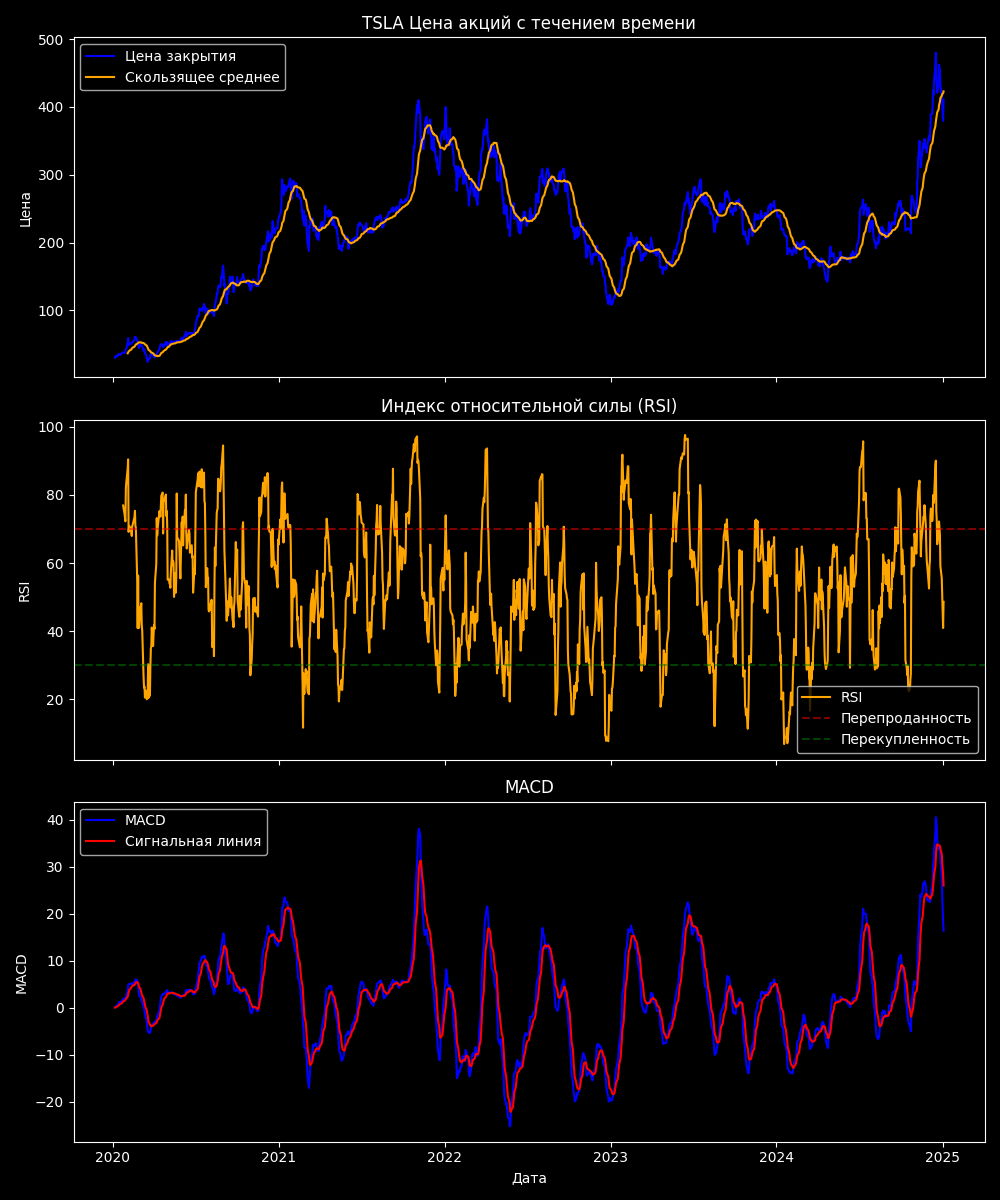 TSLA Цена акций с течением времени
500
400
300
200
100
Цена
Цена закрытия
Скользящее среднее
Индекс относительной силы (RSI)
100
80
60
40
20
RSI
RSI
Перепроданность
Перекупленность
MACD
40
30
20
10
0
−10
−20
MACD
MACD
Сигнальная линия
2020 2021 2022 2023 2024 2025
Дата